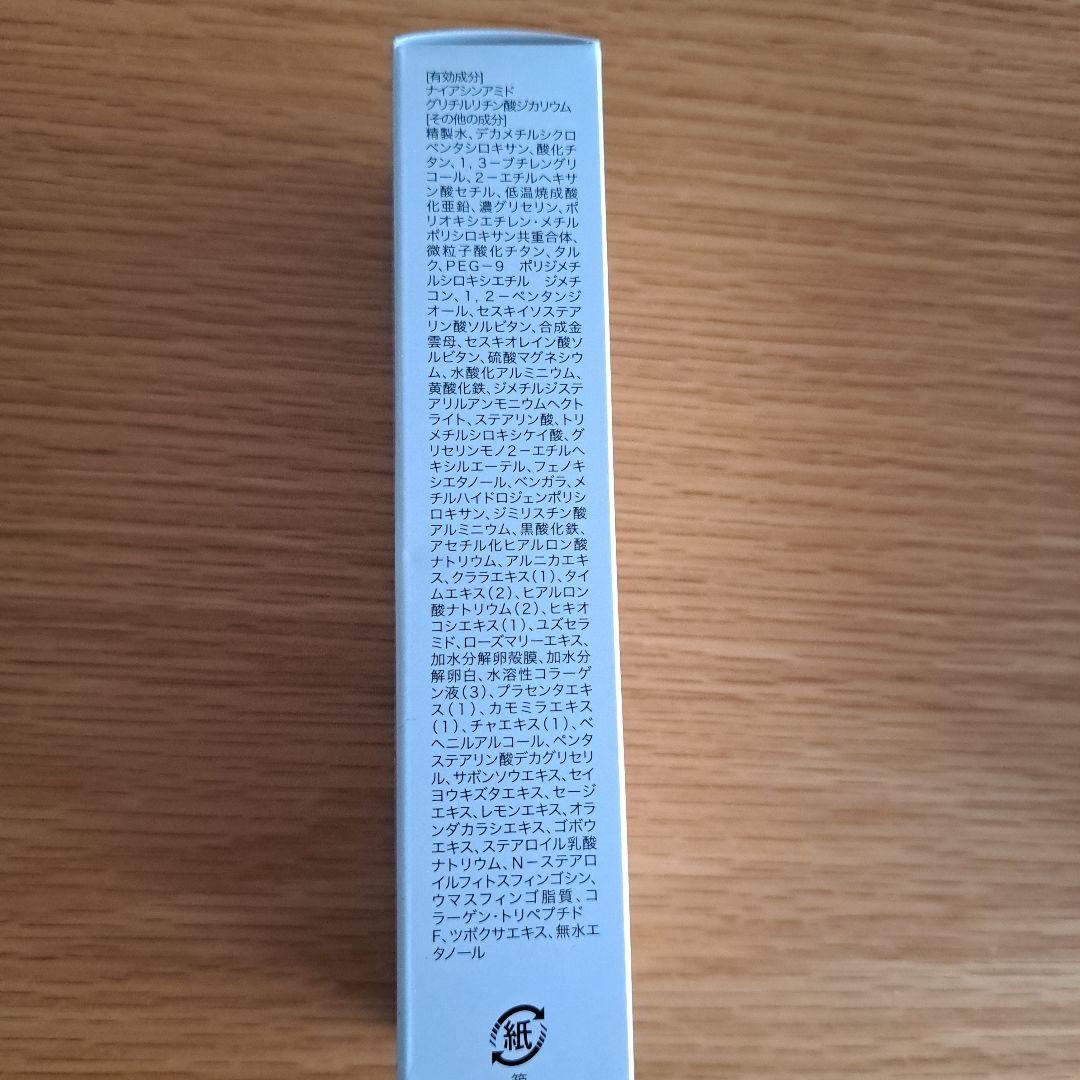 [有効成分]
ナイアシンアミド
グリチルリチン酸ジカリウム
[その他の成分]
精製水、デカメチルシクロ
ペンタシロキサン、酸化チ
タン、1,3－ブチレングリ
コール、2－エチルヘキサ
ン酸セチル、低温焼成酸
化亜鉛、濃グリセリン、ポ
リオキシエチレン・メチル
ポリシロキサン共重合体、
微粒子酸化チタン、タル
ク、PEG－9　ポリジメチ
ルシロキシエチル　ジメチ
コン、1,2－ペンタンジ
オール、セスキイソステア
リン酸ソルビタン、合成金
雲母、セスキオレイン酸ソ
ルビタン、硫酸マグネシウ
ム、水酸化アルミニウム、
黄酸化鉄、ジメチルジステ
アリルアンモニウムヘクト
ライト、ステアリン酸、トリ
メチルシロキシケイ酸、グ
リセリンモノ2－エチルヘ
キシルエーテル、フェノキ
シエタノール、ベンガラ、メ
チルハイドロジェンポリシ
ロキサン、ジミリスチン酸
アルミニウム、黒酸化鉄、
アセチル化ヒアルロン酸
ナトリウム、アルニカエキ
ス、クララエキス(1)、タイ
ムエキス(2)、ヒアルロン
酸ナトリウム(2)、ヒキオ
コシエキス(1)、ユズセラ
ミド、ローズマリーエキス、
加水分解卵殻膜、加水分
解卵白、水溶性コラーゲ
ン液(3)、プラセンタエキ
ス(1)、カモミラエキス
(1)、チャエキス(1)、ベ
ヘニルアルコール、ペンタ
ステアリン酸デカグリセリ
ル、サボンソウエキス、セイ
ヨウキズタエキス、セージ
エキス、レモンエキス、オラ
ンダカラシエキス、ゴボウ
エキス、ステアロイル乳酸
ナトリウム、N－ステアロ
イルフィトスフィンゴシン、
ウマスフィンゴ脂質、コ
ラーゲン・トリペプチド
F、ツボクサエキス、無水エ
タノール
紙